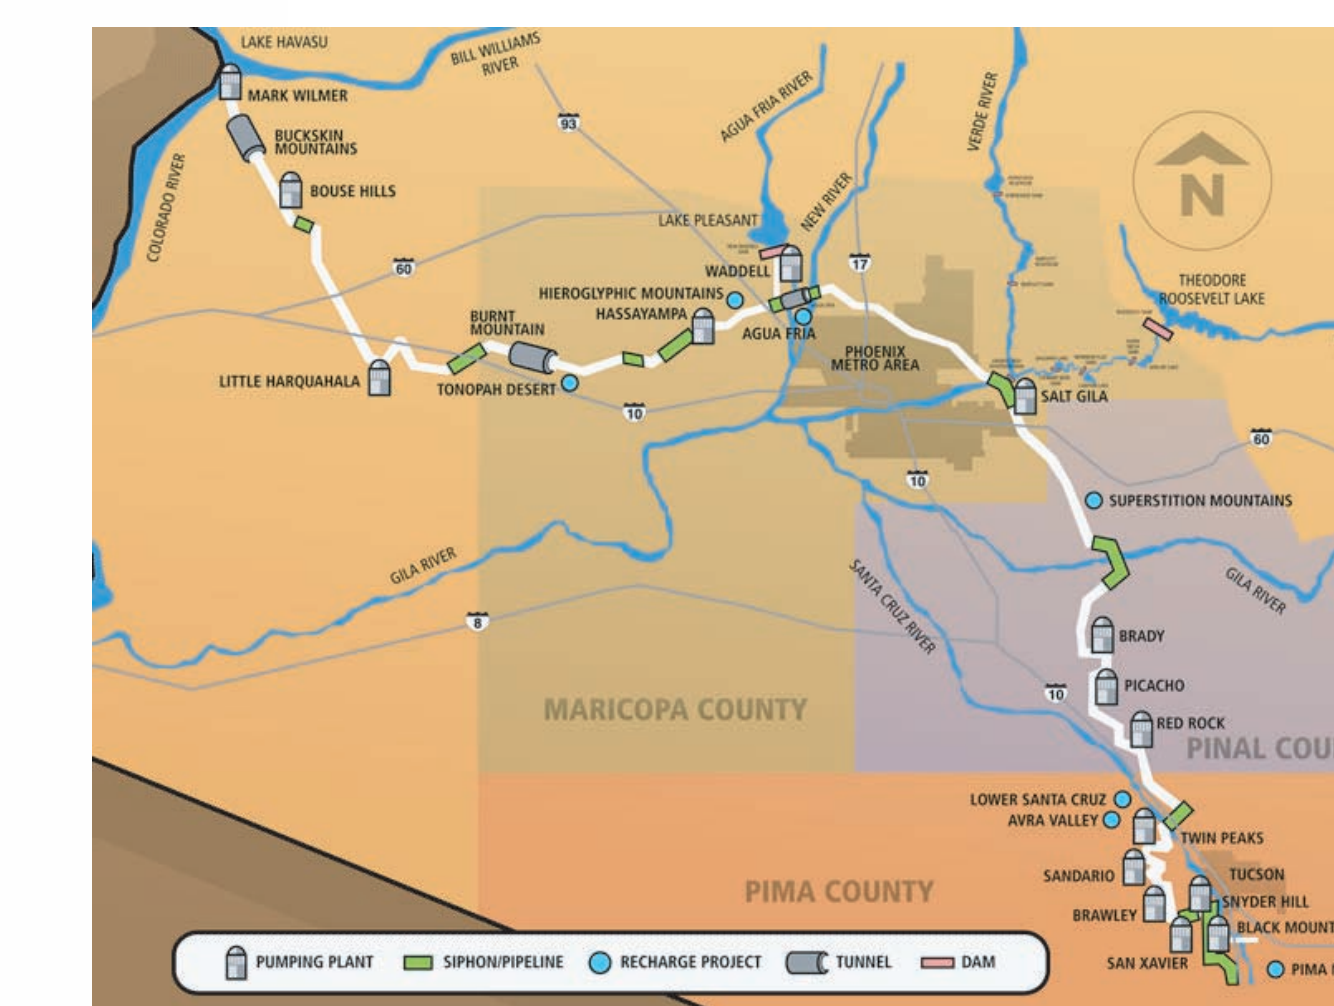 LAKE HAVASU
BILL WILLIAMS
RIVER
MARK WILMER
BUCKSKIN
MOUNTAINS
COLORADO RIVER
BOUSE HILLS
93
AGUA FRIA RIVER
VERDE RIVER
N
NEW RIVER
LAKE PLEASANT
60
WADDELL
17
THEODORE
ROOSEVELT LAKE
HIEROGLYPHIC MOUNTAINS
HASSAYAMPA
BURNT
MOUNTAIN
AGUA FRIA
PHOENIX
METRO AREA
LITTLE HARQUAHALA
TONOPAH DESERT
10
SALT GILA
60
10
SUPERSTITION MOUNTAINS
GILA RIVER
SANTA CRUZ RIVER
GILA RIVER
8
BRADY
PICACHO
10
RED ROCK
MARICOPA COUNTY
PINAL COU
LOWER SANTA CRUZ
AVRA VALLEY
TWIN PEAKS
SANDARIO
TUCSON
PIMA COUNTY
SNYDER HILL
BRAWLEY
BLACK MOUNT
SAN XAVIER
PIMA
PUMPING PLANT
SIPHON/PIPELINE
RECHARGE PROJECT
TUNNEL
DAM